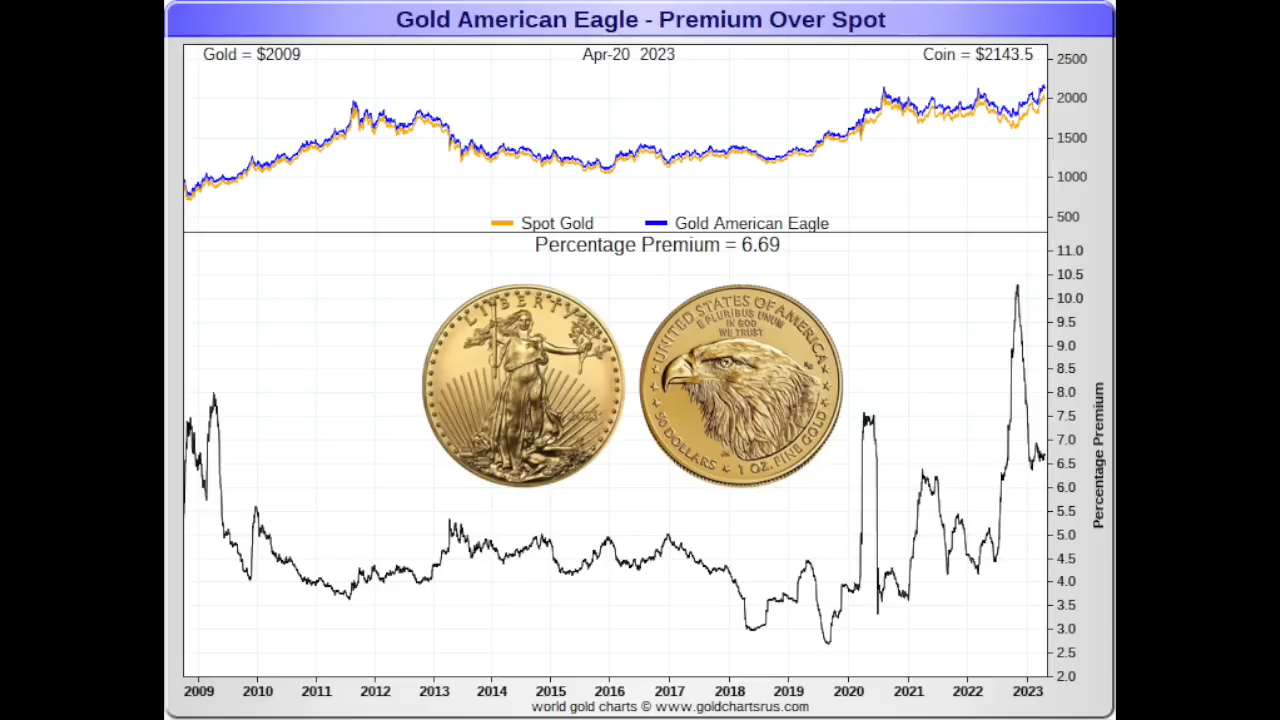 Gold American Eagle - Premium Over Spot
Gold = $2009 Apr-20 2023 Coin = $2143.5
2500
2000
1500
1000
500
Spot Gold Gold American Eagle
Percentage Premium = 6.69
11.0
10.5
10.0
9.5
9.0
8.5
8.0
7.5
7.0
6.5
6.0
5.5
5.0
4.5
4.0
3.5
3.0
2.5
2.0
Percentage Premium
LIBERTY
2023
UNITED STATES OF AMERICA
E PLURIBUS UNUM
IN GOD
WE TRUST
50 DOLLARS ★ 1 OZ. FINE GOLD
2009 2010 2011 2012 2013 2014 2015 2016 2017 2018 2019 2020 2021 2022 2023
world gold charts © www.goldchartsrus.com